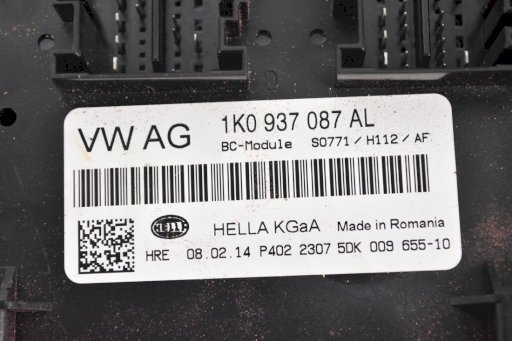 VW AG 1K0 937 087 AL
BC-Module S0771 / H112 / AF
HELLA
HELLA KGaA Made in Romania
HRE 08.02.14 P402 2307 5DK 009 655-10